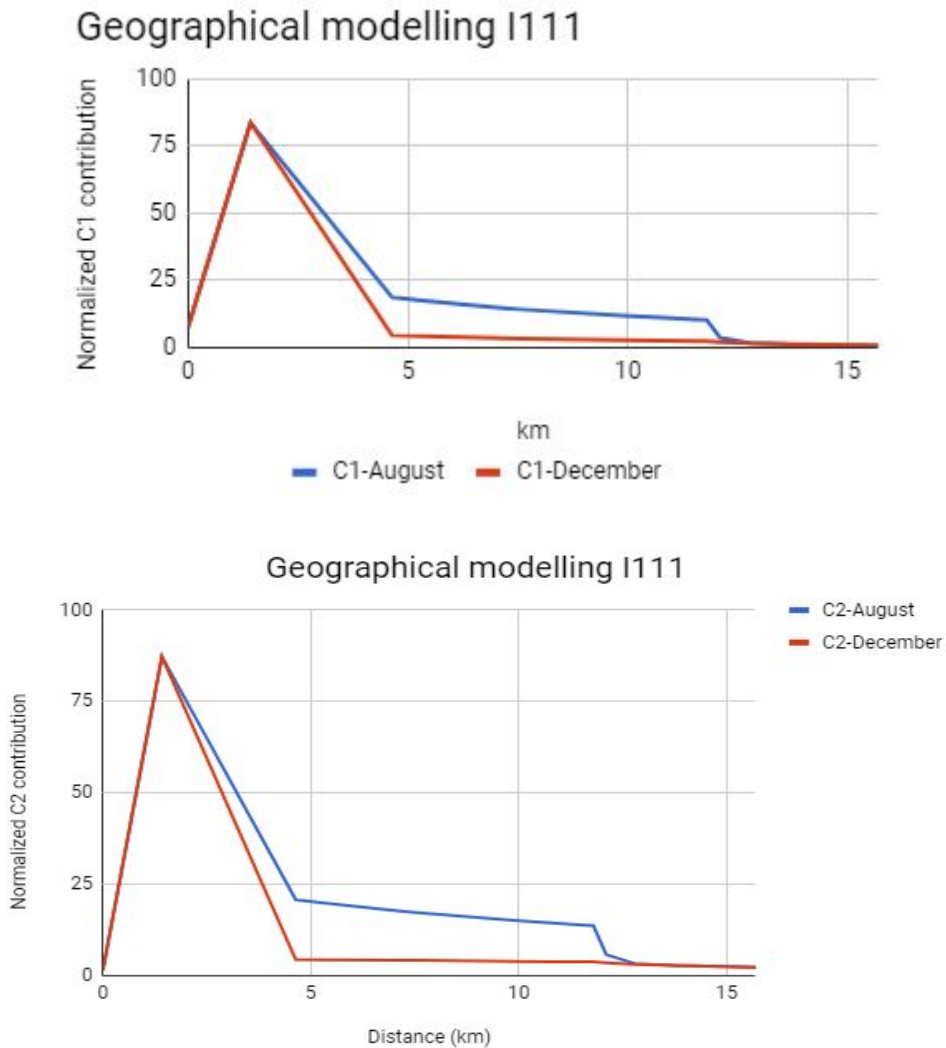 Geographical modelling I111
Normalized C1 contribution
100
75
50
25
0
0 5 10 15
km
C1-August C1-December
Geographical modelling I111
C2-August
C2-December
Normalized C2 contribution
100
75
50
25
0
0 5 10 15
Distance (km)